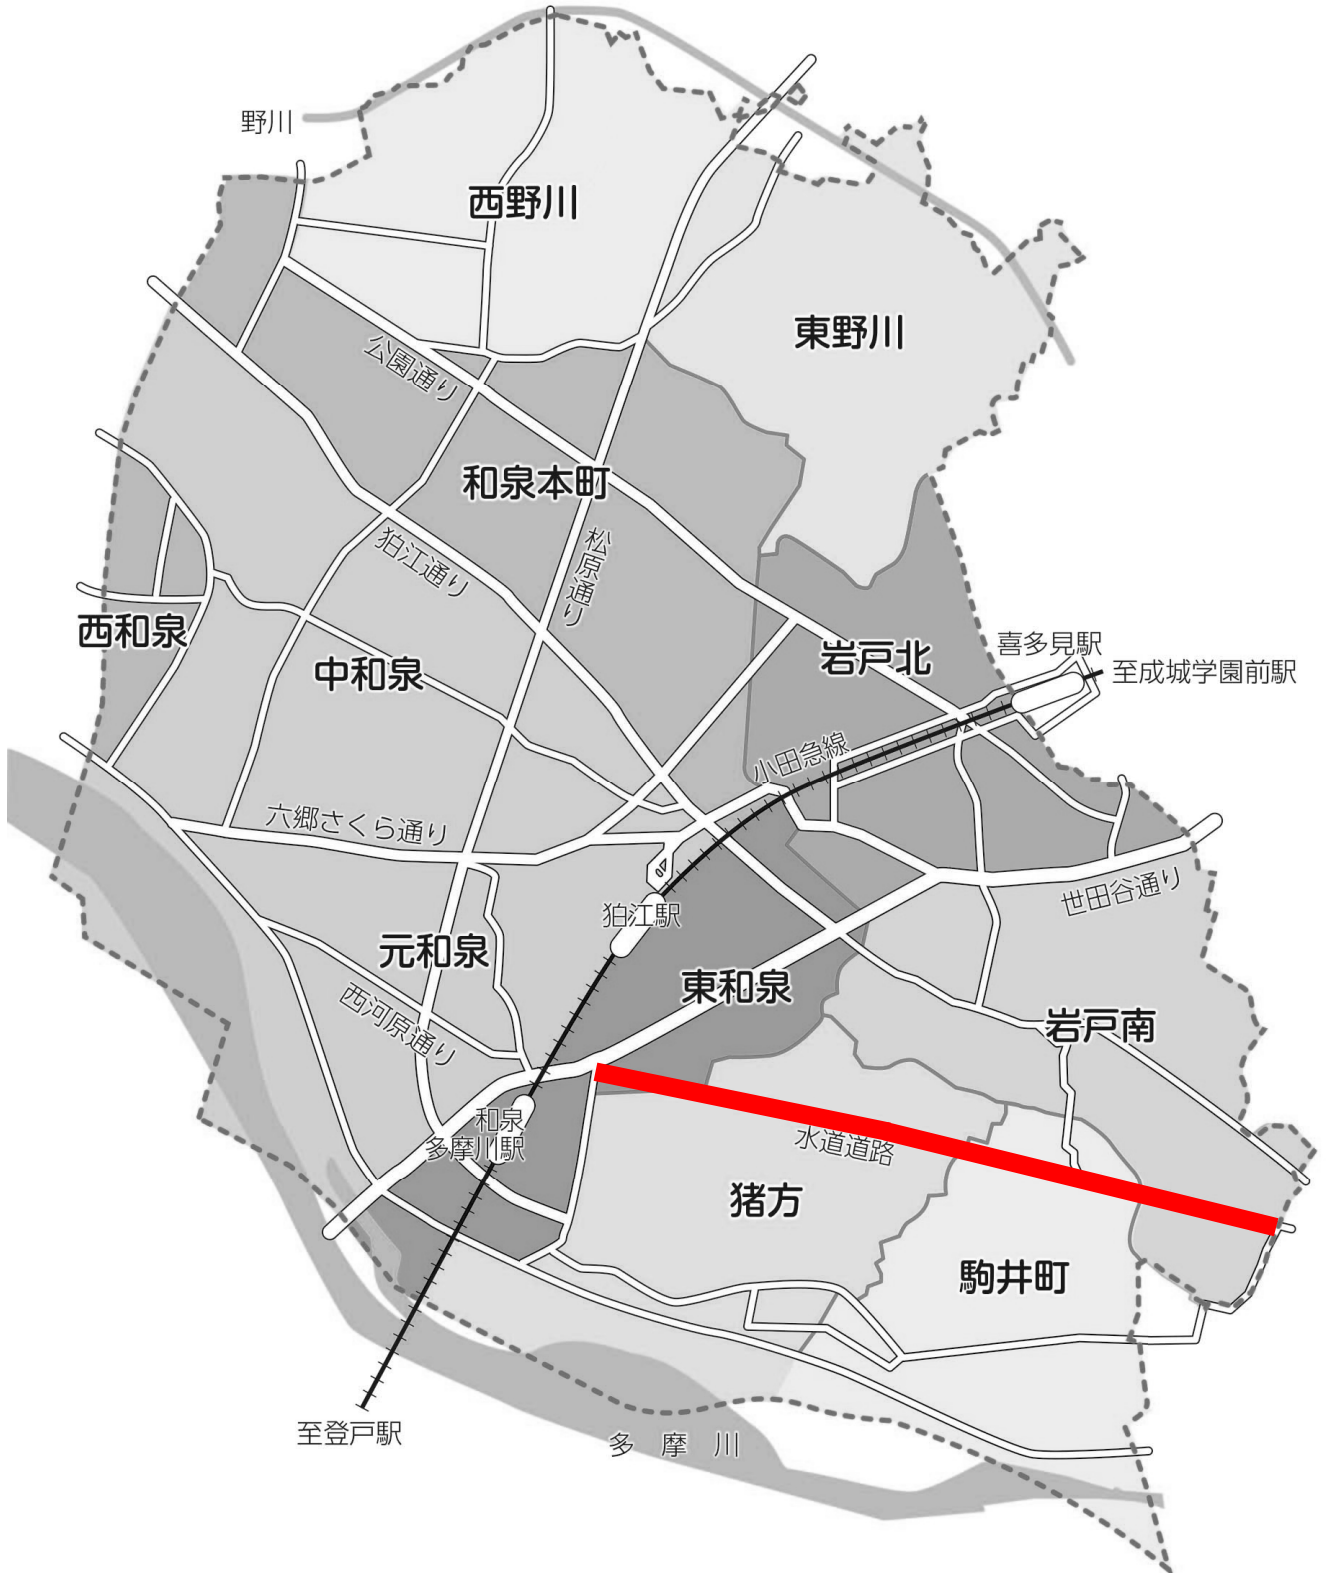 野川
西野川
東野川
公園通り
和泉本町
狛江通り
松原通り
西和泉
中和泉
岩戸北
喜多見駅
至成城学園前駅
小田急線
六郷さくら通り
世田谷通り
狛江駅
元和泉
東和泉
西河原通り
岩戸南
和泉
多摩川駅
水道道路
猪方
駒井町
至登戸駅
多摩川